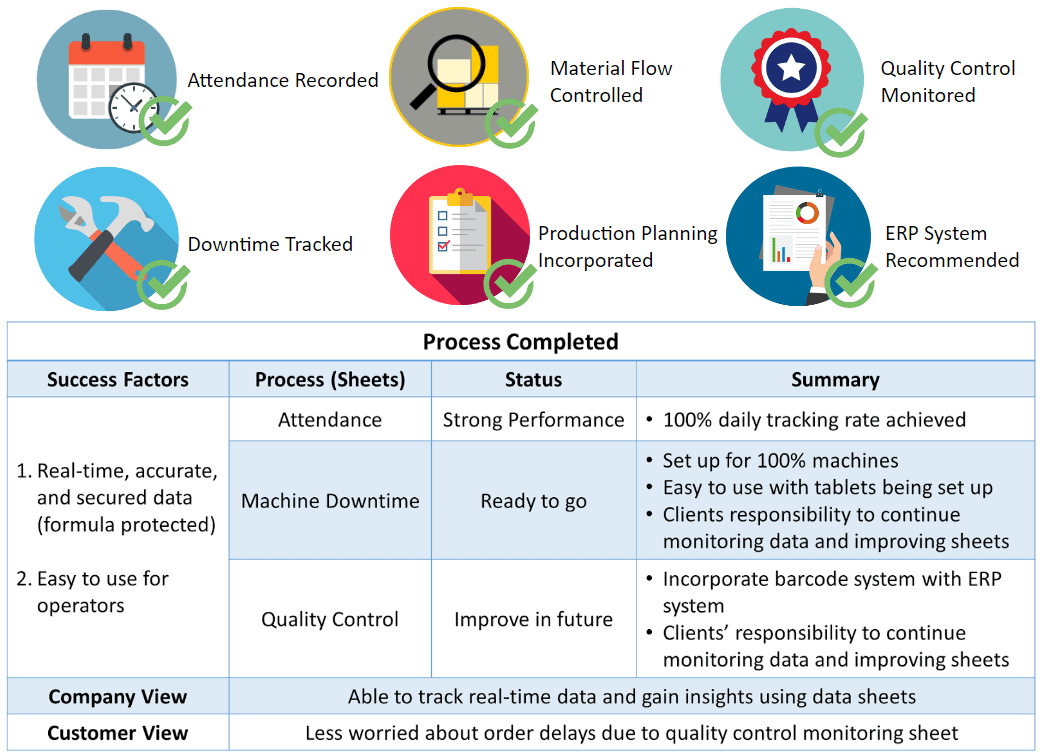 Attendance Recorded
Material Flow
Controlled
Quality Control
Monitored
Downtime Tracked
Production Planning
Incorporated
ERP System
Recommended
Process Completed
Success Factors
Process (Sheets)
Status
Summary
1. Real-time, accurate,
and secured data
(formula protected)
2. Easy to use for
operators
Attendance
Strong Performance
• 100% daily tracking rate achieved
Machine Downtime
Ready to go
• Set up for 100% machines
• Easy to use with tablets being set up
• Clients responsibility to continue
monitoring data and improving sheets
Quality Control
Improve in future
• Incorporate barcode system with ERP
system
• Clients’ responsibility to continue
monitoring data and improving sheets
Company View
Able to track real-time data and gain insights using data sheets
Customer View
Less worried about order delays due to quality control monitoring sheet